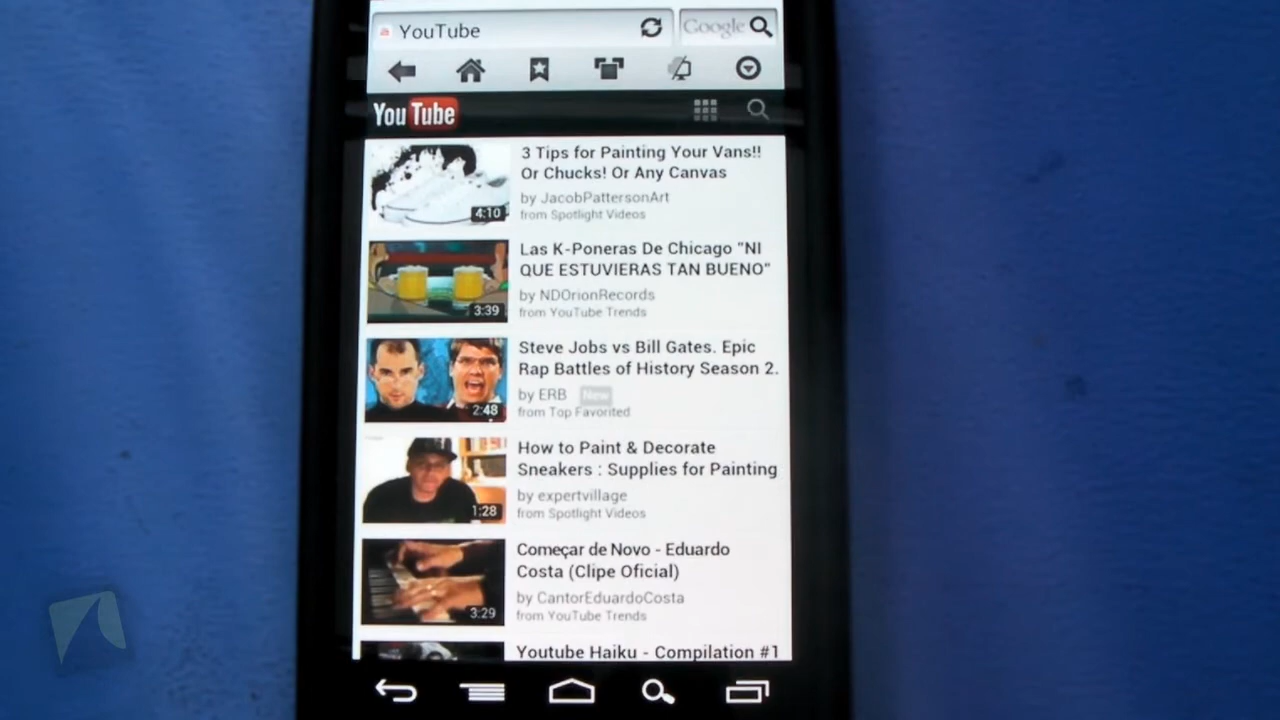 YouTube
Google
YouTube
3 Tips for Painting Your Vans!!
Or Chucks! Or Any Canvas
by JacobPattersonArt
from Spotlight Videos
4:10
Las K-Poneras De Chicago "NI
QUE ESTUVIERAS TAN BUENO"
by NDOrionRecords
from YouTube Trends
3:39
Steve Jobs vs Bill Gates. Epic
Rap Battles of History Season 2.
by ERB New
from Top Favorited
2:48
How to Paint & Decorate
Sneakers : Supplies for Painting
by expertvillage
from Spotlight Videos
1:28
Começar de Novo - Eduardo
Costa (Clipe Oficial)
by CantorEduardoCosta
from YouTube Trends
3:29
Youtube Haiku - Compilation #1